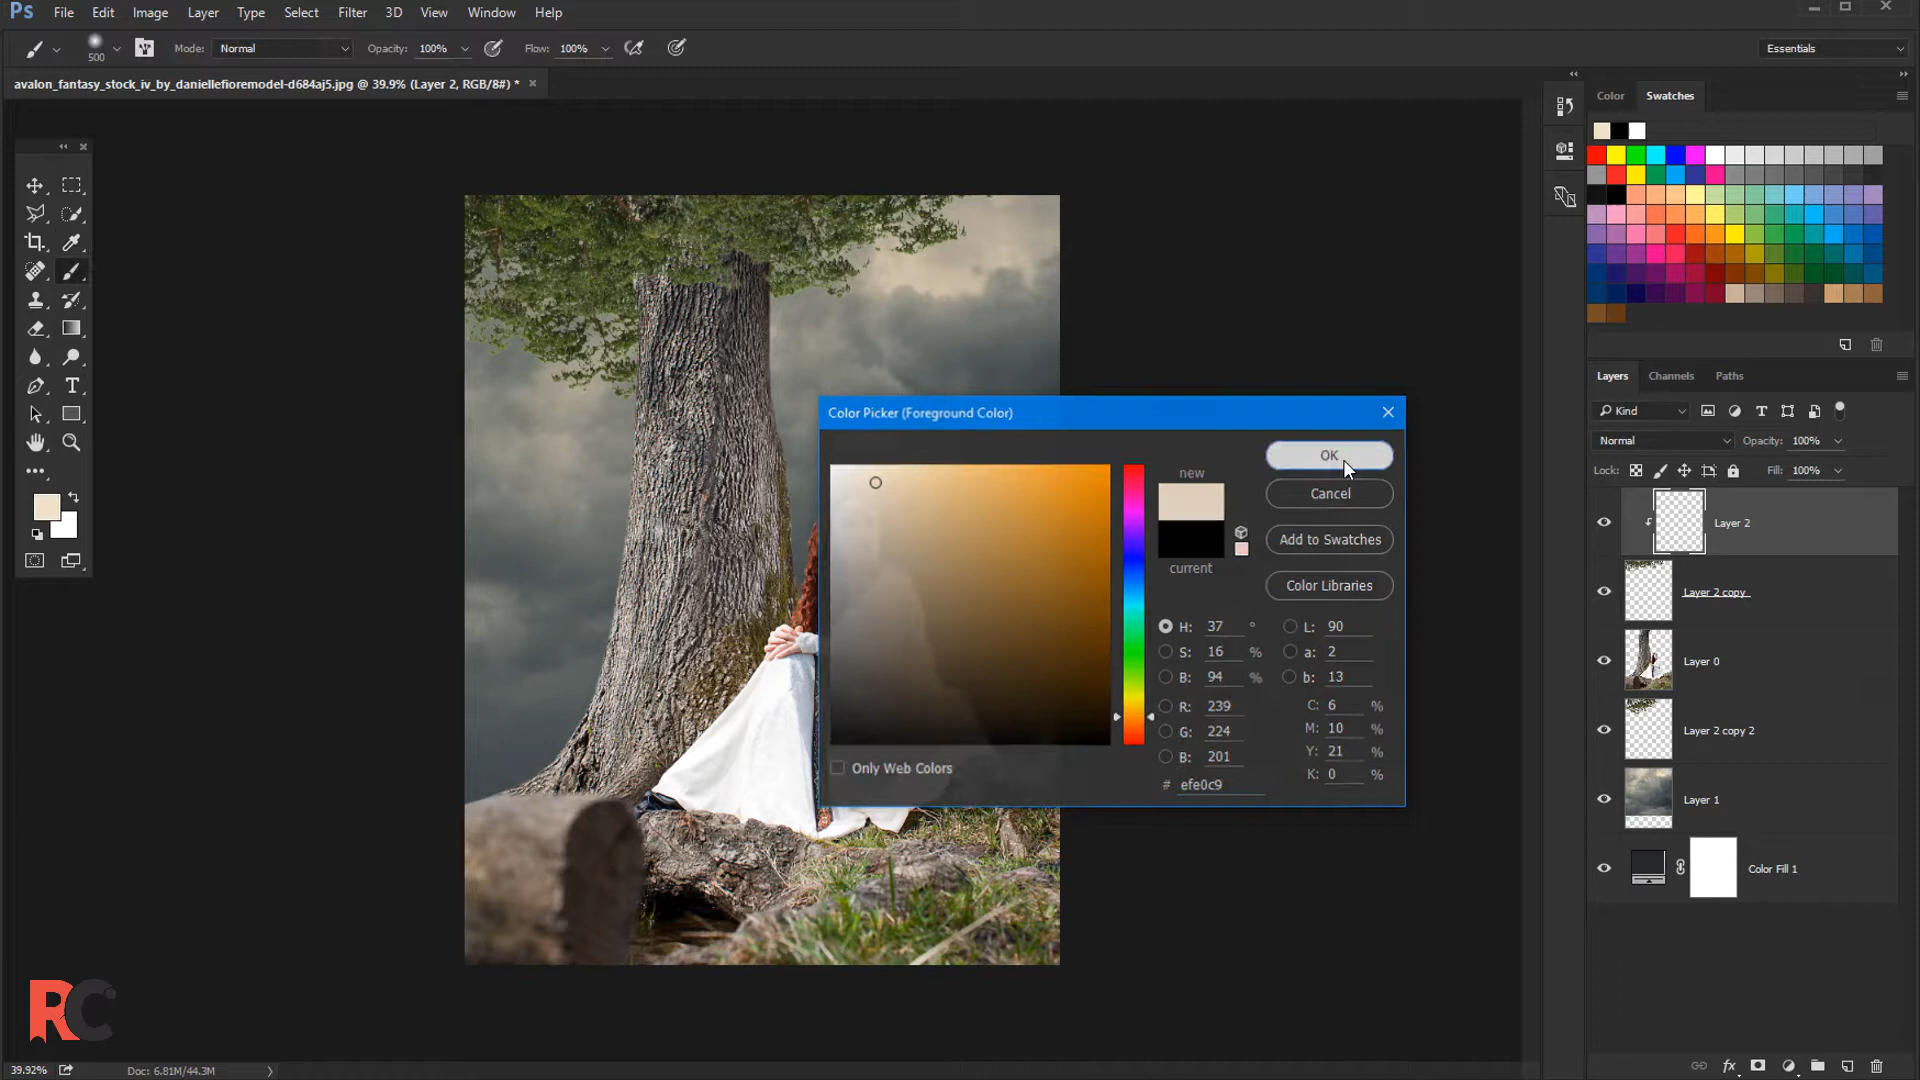 Ps File Edit Image Layer Type Select Filter 3D View Window Help
500 Mode: Normal Opacity: 100% Flow: 100% Essentials
avalon_fantasy_stock_iv_by_daniellefioremodel-d684aj5.jpg @ 39.9% (Layer 2, RGB/8#) *
Color Swatches
Layers Channels Paths
Kind
Normal Opacity: 100%
Lock: Fill: 100%
Layer 2
Layer 2 copy
Layer 0
Layer 2 copy 2
Layer 1
Color Fill 1
Color Picker (Foreground Color)
new
current
OK
Cancel
Add to Swatches
Color Libraries
H: 37 ° L: 90
S: 16 % a: 2
B: 94 % b: 13
R: 239 C: 6 %
G: 224 M: 10 %
B: 201 Y: 21 %
# efe0c9 K: 0 %
Only Web Colors
RC
39.92% Doc: 6.81M/44.3M
fx